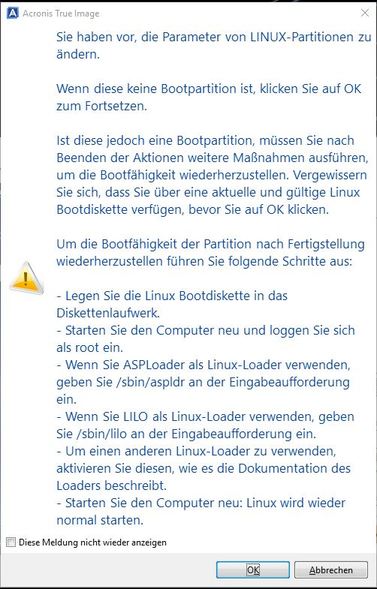 Acronis True Image
Sie haben vor, die Parameter von LINUX-Partitionen zu
ändern.
Wenn diese keine Bootpartition ist, klicken Sie auf OK
zum Fortsetzen.
Ist diese jedoch eine Bootpartition, müssen Sie nach
Beenden der Aktionen weitere Maßnahmen ausführen,
um die Bootfähigkeit wiederherzustellen. Vergewissern
Sie sich, dass Sie über eine aktuelle und gültige Linux
Bootdiskette verfügen, bevor Sie auf OK klicken.
Um die Bootfähigkeit der Partition nach Fertigstellung
wiederherzustellen führen Sie folgende Schritte aus:
- Legen Sie die Linux Bootdiskette in das
Diskettenlaufwerk.
- Starten Sie den Computer neu und loggen Sie sich
als root ein.
- Wenn Sie ASPLoader als Linux-Loader verwenden,
geben Sie /sbin/aspldr an der Eingabeaufforderung
ein.
- Wenn Sie LILO als Linux-Loader verwenden, geben
Sie /sbin/lilo an der Eingabeaufforderung ein.
- Um einen anderen Linux-Loader zu verwenden,
aktivieren Sie diesen, wie es die Dokumentation des
Loaders beschreibt.
- Starten Sie den Computer neu: Linux wird wieder
normal starten.
Diese Meldung nicht wieder anzeigen
OK
Abbrechen